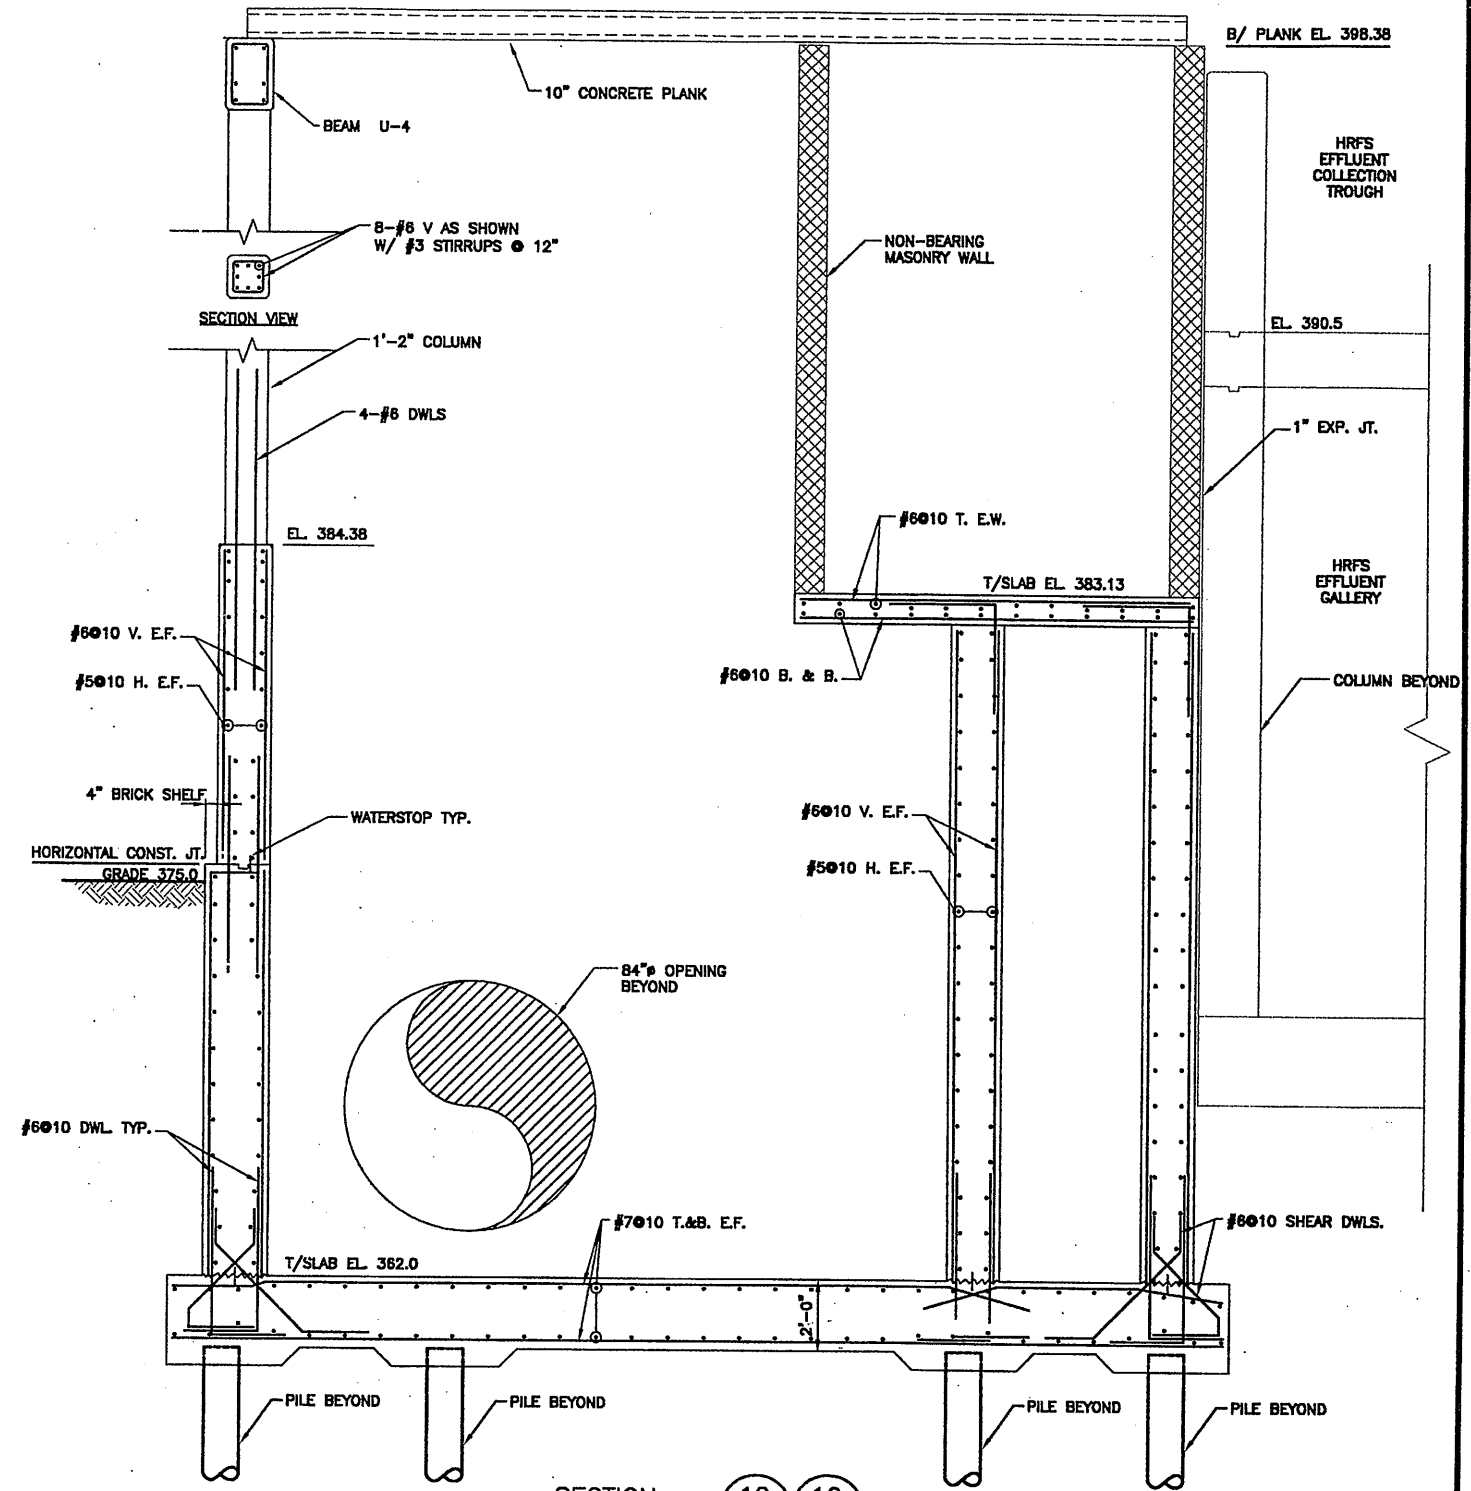 B/ PLANK EL. 398.38
10" CONCRETE PLANK
BEAM U-4
HRFS
EFFLUENT
COLLECTION
TROUGH
8-#6 V AS SHOWN
W/ #3 STIRRUPS @ 12"
NON-BEARING
MASONRY WALL
SECTION VIEW
EL. 390.5
1'-2" COLUMN
4-#6 DWLS
1" EXP. JT.
#6@10 T. E.W.
EL. 384.38
T/SLAB EL. 383.13
HRFS
EFFLUENT
GALLERY
#6@10 V. E.F.
#5@10 H. E.F.
#6@10 B. & B.
COLUMN BEYOND
4" BRICK SHELF
WATERSTOP TYP.
#6@10 V. E.F.
HORIZONTAL CONST. JT.
GRADE 375.0
#5@10 H. E.F.
84"ø OPENING
BEYOND
#6@10 DWL. TYP.
#7@10 T.&B. E.F.
#6@10 SHEAR DWLS.
T/SLAB EL. 362.0
2'-0"
PILE BEYOND
PILE BEYOND
PILE BEYOND
PILE BEYOND
SECTION